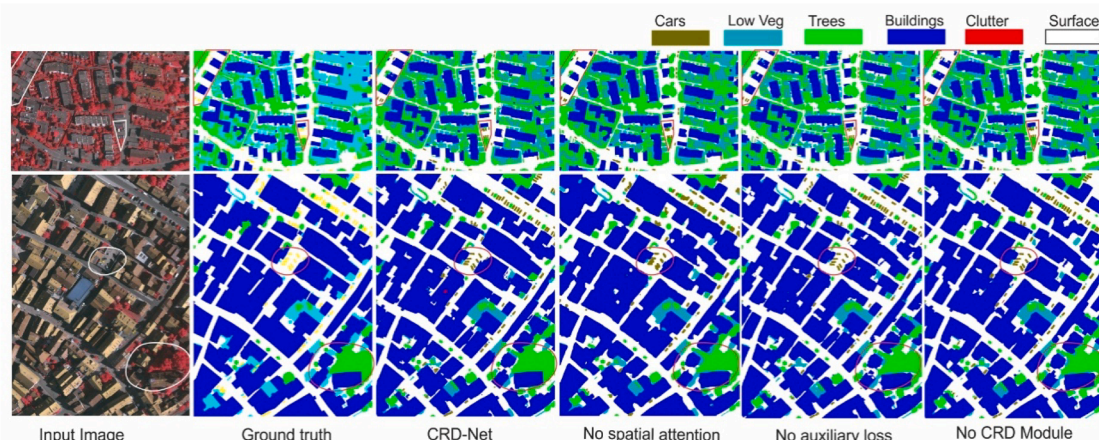 Cars Low Veg Trees Buildings Clutter Surface
Input Image Ground truth CRD-Net No spatial attention No auxiliary loss No CRD Module